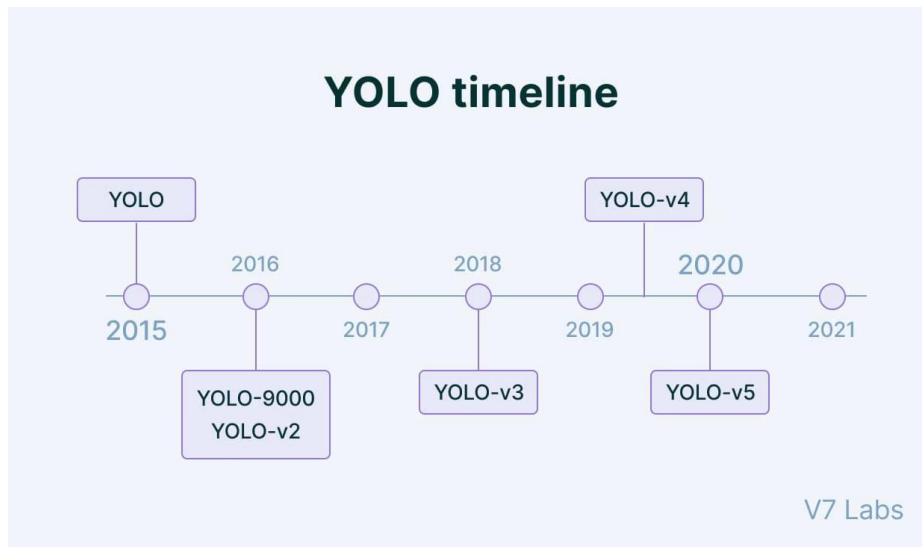 YOLO timeline
YOLO
YOLO-v4
2016
2018
2020
2015
2017
2019
2021
YOLO-9000
YOLO-v2
YOLO-v3
YOLO-v5
V7 Labs